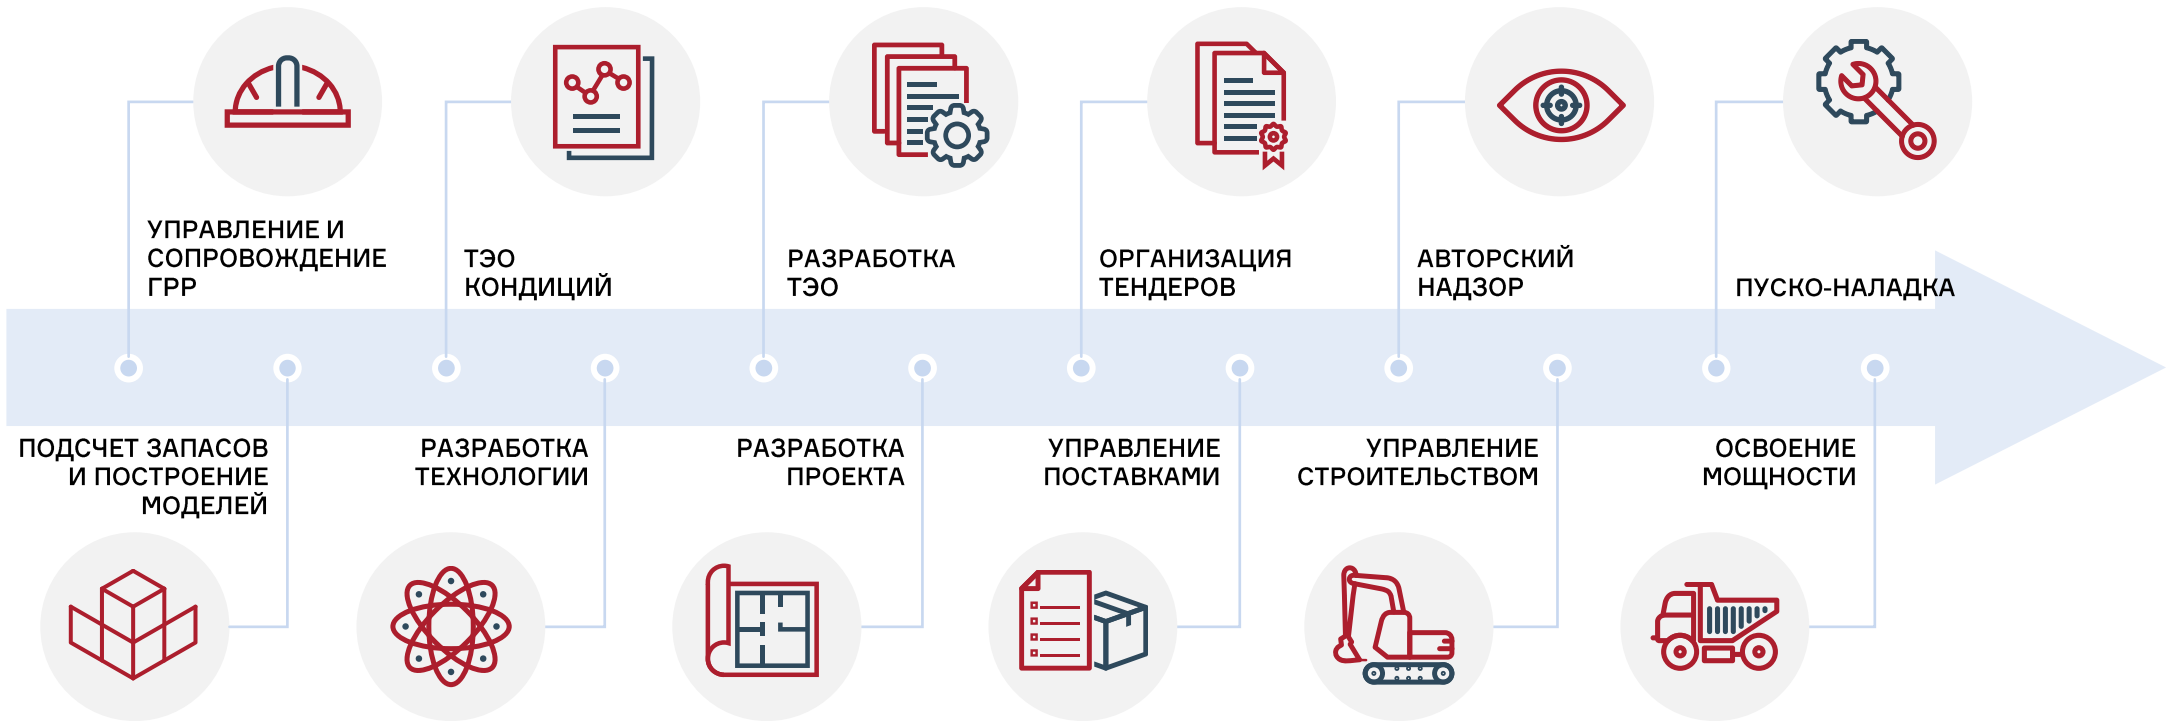 УПРАВЛЕНИЕ И
СОПРОВОЖДЕНИЕ
ГРР
ТЭО
КОНДИЦИЙ
РАЗРАБОТКА
ТЭО
ОРГАНИЗАЦИЯ
ТЕНДЕРОВ
АВТОРСКИЙ
НАДЗОР
ПУСКО-НАЛАДКА
ПОДСЧЕТ ЗАПАСОВ
И ПОСТРОЕНИЕ
МОДЕЛЕЙ
РАЗРАБОТКА
ТЕХНОЛОГИИ
РАЗРАБОТКА
ПРОЕКТА
УПРАВЛЕНИЕ
ПОСТАВКАМИ
УПРАВЛЕНИЕ
СТРОИТЕЛЬСТВОМ
ОСВОЕНИЕ
МОЩНОСТИ